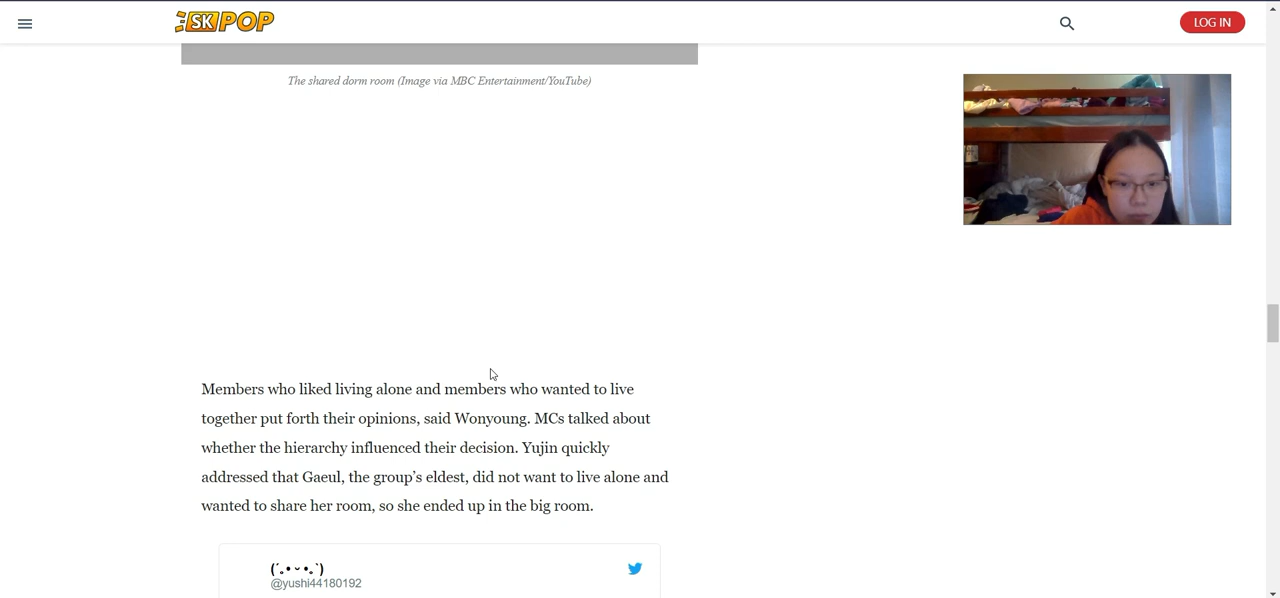 SK POP
LOG IN
The shared dorm room (Image via MBC Entertainment/YouTube)
Members who liked living alone and members who wanted to live
together put forth their opinions, said Wonyoung. MCs talked about
whether the hierarchy influenced their decision. Yujin quickly
addressed that Gaeul, the group’s eldest, did not want to live alone and
wanted to share her room, so she ended up in the big room.
(´｡• ᵕ •｡`)
@yushi44180192